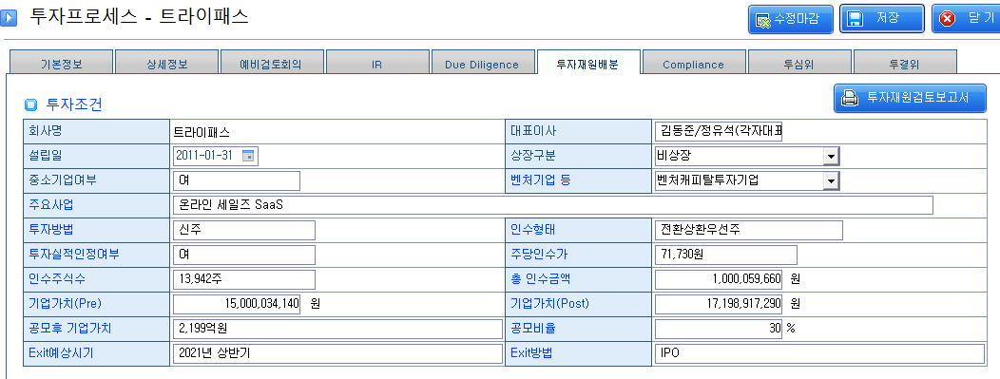 투자프로세스 - 트라이패스
수정마감 저장 닫기
기본정보 상세정보 예비검토회의 IR Due Diligence 투자재원배분 Compliance 투심위 투결위
투자조건 투자재원검토보고서
회사명 트라이패스 대표이사 김동준/정유석(각자대표
설립일 2011-01-31 상장구분 비상장
중소기업여부 여 벤처기업 등 벤처캐피탈투자기업
주요사업 온라인 세일즈 SaaS
투자방법 신주 인수형태 전환상환우선주
투자실적인정여부 여 주당인수가 71,730원
인수주식수 13,942주 총 인수금액 1,000,059,660 원
기업가치(Pre) 15,000,034,140 원 기업가치(Post) 17,198,917,290 원
공모후 기업가치 2,199억원 공모비율 30 %
Exit예상시기 2021년 상반기 Exit방법 IPO